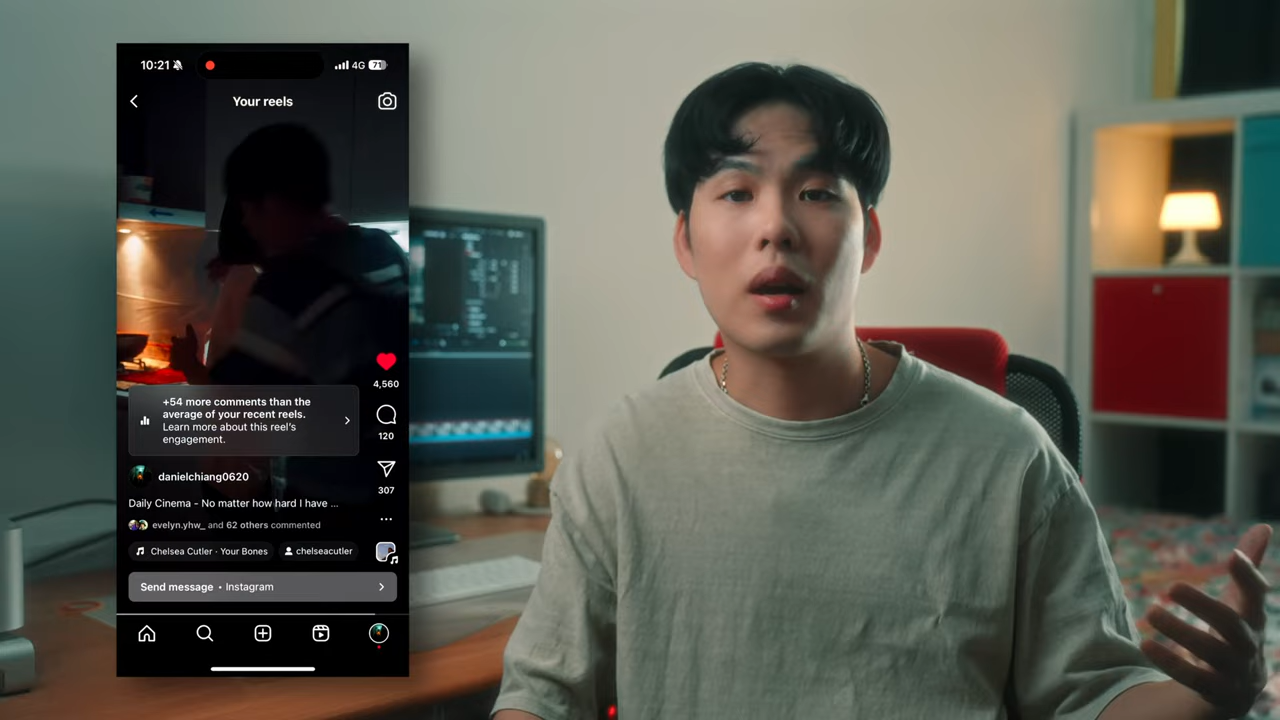 10:21
4G
71
Your reels
4,560
+54 more comments than the
average of your recent reels.
Learn more about this reel's
engagement.
120
danielchiang0620
307
Daily Cinema - No matter how hard I have ...
evelyn.yhw_ and 62 others commented
Chelsea Cutler · Your Bones
chelseacutler
Send message • Instagram